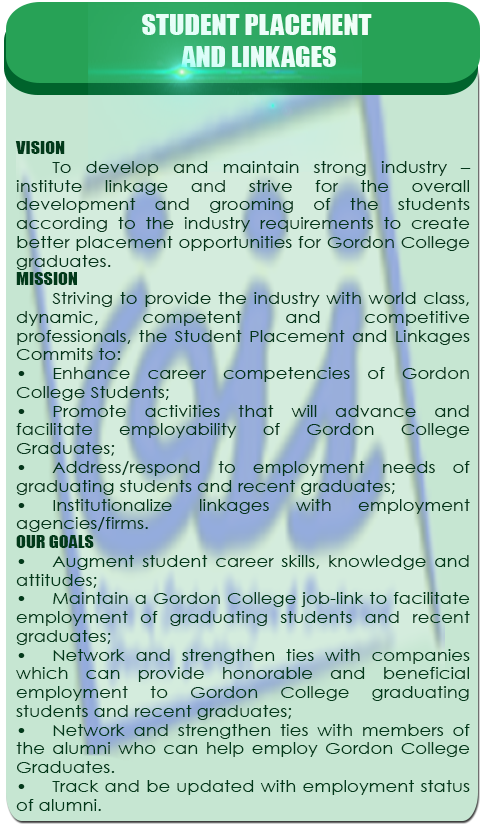 STUDENT PLACEMENT
AND LINKAGES
VISION
To develop and maintain strong industry –
institute linkage and strive for the overall
development and grooming of the students
according to the industry requirements to create
better placement opportunities for Gordon College
graduates.
MISSION
Striving to provide the industry with world class,
dynamic, competent and competitive
professionals, the Student Placement and Linkages
Commits to:
• Enhance career competencies of Gordon
College Students;
• Promote activities that will advance and
facilitate employability of Gordon College
Graduates;
• Address/respond to employment needs of
graduating students and recent graduates;
• Institutionalize linkages with employment
agencies/firms.
OUR GOALS
• Augment student career skills, knowledge and
attitudes;
• Maintain a Gordon College job-link to facilitate
employment of graduating students and recent
graduates;
• Network and strengthen ties with companies
which can provide honorable and beneficial
employment to Gordon College graduating
students and recent graduates;
• Network and strengthen ties with members of
the alumni who can help employ Gordon College
Graduates.
• Track and be updated with employment status
of alumni.